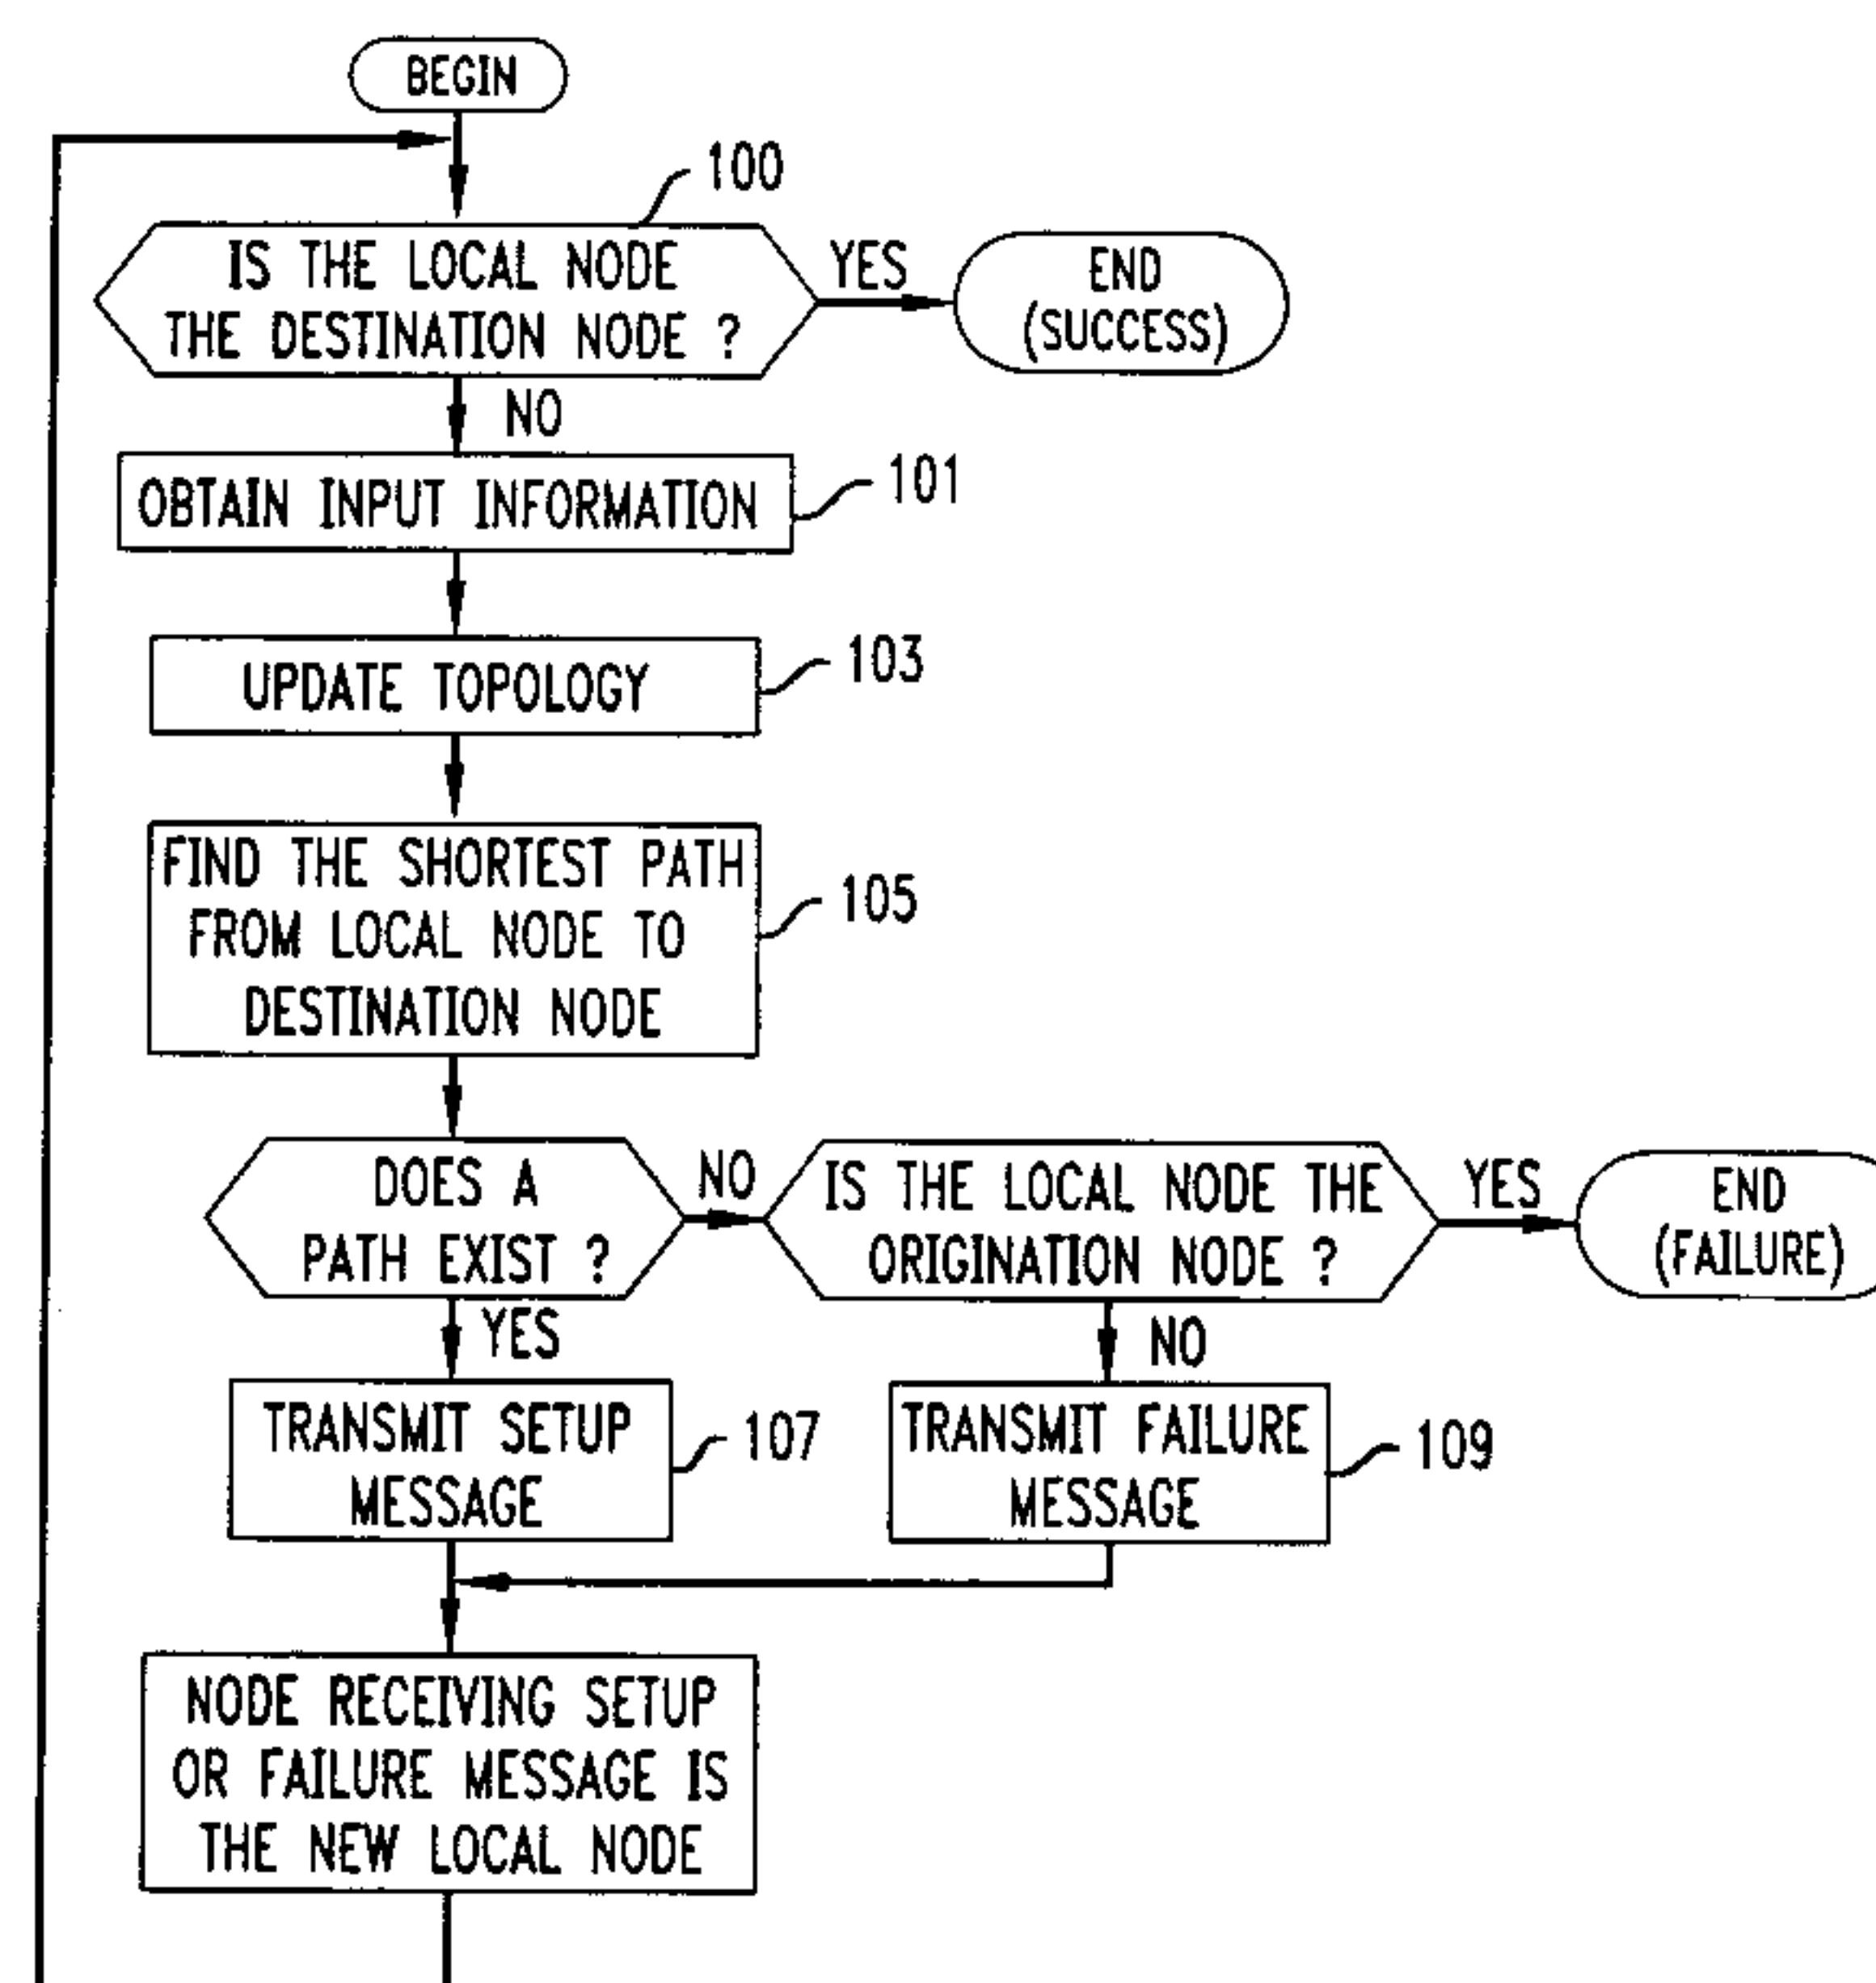 BEGIN
100
IS THE LOCAL NODE
THE DESTINATION NODE ?
YES
END
(SUCCESS)
NO
OBTAIN INPUT INFORMATION
101
UPDATE TOPOLOGY
103
FIND THE SHORTEST PATH
FROM LOCAL NODE TO
DESTINATION NODE
105
DOES A
PATH EXIST ?
NO
IS THE LOCAL NODE THE
ORIGINATION NODE ?
YES
END
(FAILURE)
YES
NO
TRANSMIT SETUP
MESSAGE
107
TRANSMIT FAILURE
MESSAGE
109
NODE RECEIVING SETUP
OR FAILURE MESSAGE IS
THE NEW LOCAL NODE